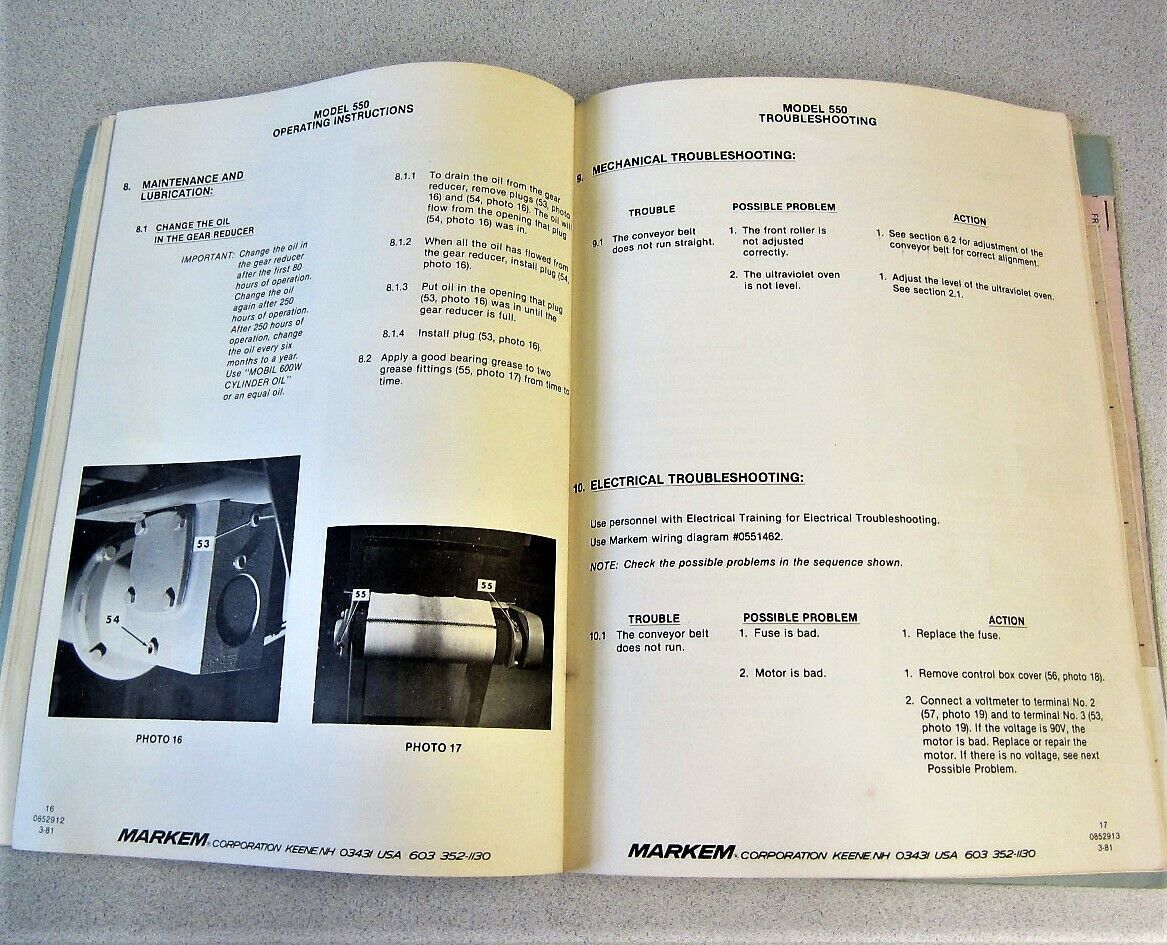 MODEL 550
OPERATING INSTRUCTIONS
8. MAINTENANCE AND
LUBRICATION:
8.1 CHANGE THE OIL
IN THE GEAR REDUCER
IMPORTANT: Change the oil in
the gear reducer
after the first 80
hours of operation.
Change the oil
again after 250
hours of operation.
After 250 hours of
operation, change
the oil every six
months to a year.
Use "MOBIL 600W
CYLINDER OIL"
or an equal oil.
8.1.1 To drain the oil from the gear
reducer, remove plugs (53, photo
16) and (54, photo 16). The oil will
flow from the opening that plug
(54, photo 16) was in.
8.1.2 When all the oil has flowed from
the gear reducer, install plug (54,
photo 16).
8.1.3 Put oil in the opening that plug
(53, photo 16) was in until the
gear reducer is full.
8.1.4 Install plug (53, photo 16).
8.2 Apply a good bearing grease to two
grease fittings (55, photo 17) from time to
time.
53
54
PHOTO 16
55
55
PHOTO 17
16
0852912
3-81
MARKEM® CORPORATION KEENE, NH 03431 USA 603 352-1130
MODEL 550
TROUBLESHOOTING
9. MECHANICAL TROUBLESHOOTING:
TROUBLE POSSIBLE PROBLEM ACTION
9.1 The conveyor belt
does not run straight.
1. The front roller is
not adjusted
correctly.
1. See section 6.2 for adjustment of the
conveyor belt for correct alignment.
2. The ultraviolet oven
is not level.
1. Adjust the level of the ultraviolet oven.
See section 2.1.
10. ELECTRICAL TROUBLESHOOTING:
Use personnel with Electrical Training for Electrical Troubleshooting.
Use Markem wiring diagram #0551462.
NOTE: Check the possible problems in the sequence shown.
TROUBLE POSSIBLE PROBLEM ACTION
10.1 The conveyor belt
does not run.
1. Fuse is bad.
1. Replace the fuse.
2. Motor is bad.
1. Remove control box cover (56, photo 18).
2. Connect a voltmeter to terminal No. 2
(57, photo 19) and to terminal No. 3 (53,
photo 19). If the voltage is 90V, the
motor is bad. Replace or repair the
motor. If there is no voltage, see next
Possible Problem.
17
0852913
3-81
MARKEM® CORPORATION KEENE, NH 03431 USA 603 352-1130
FR